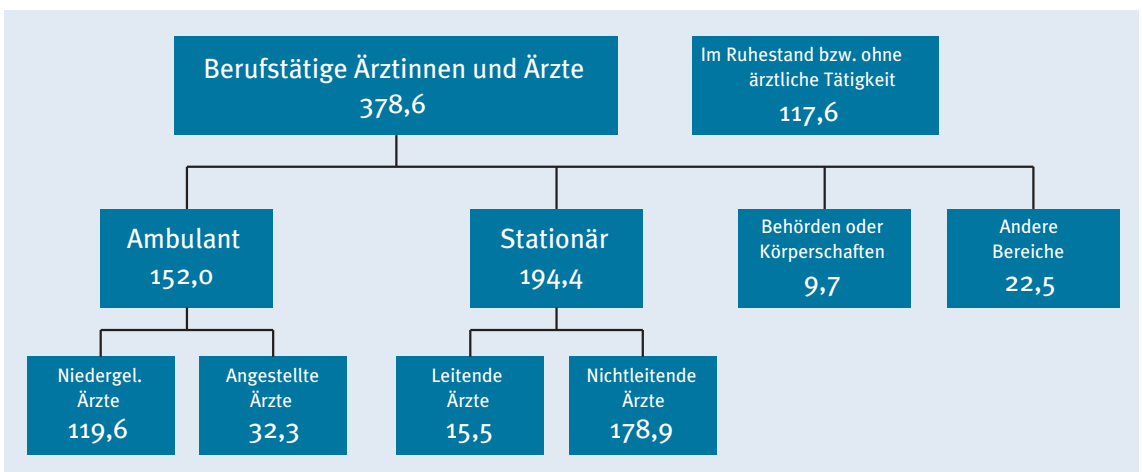 Berufstätige Ärztinnen und Ärzte
378,6
Im Ruhestand bzw. ohne
ärztliche Tätigkeit
117,6
Ambulant
152,0
Stationär
194,4
Behörden oder
Körperschaften
9,7
Andere
Bereiche
22,5
Niedergel.
Ärzte
119,6
Angestellte
Ärzte
32,3
Leitende
Ärzte
15,5
Nichtleitende
Ärzte
178,9